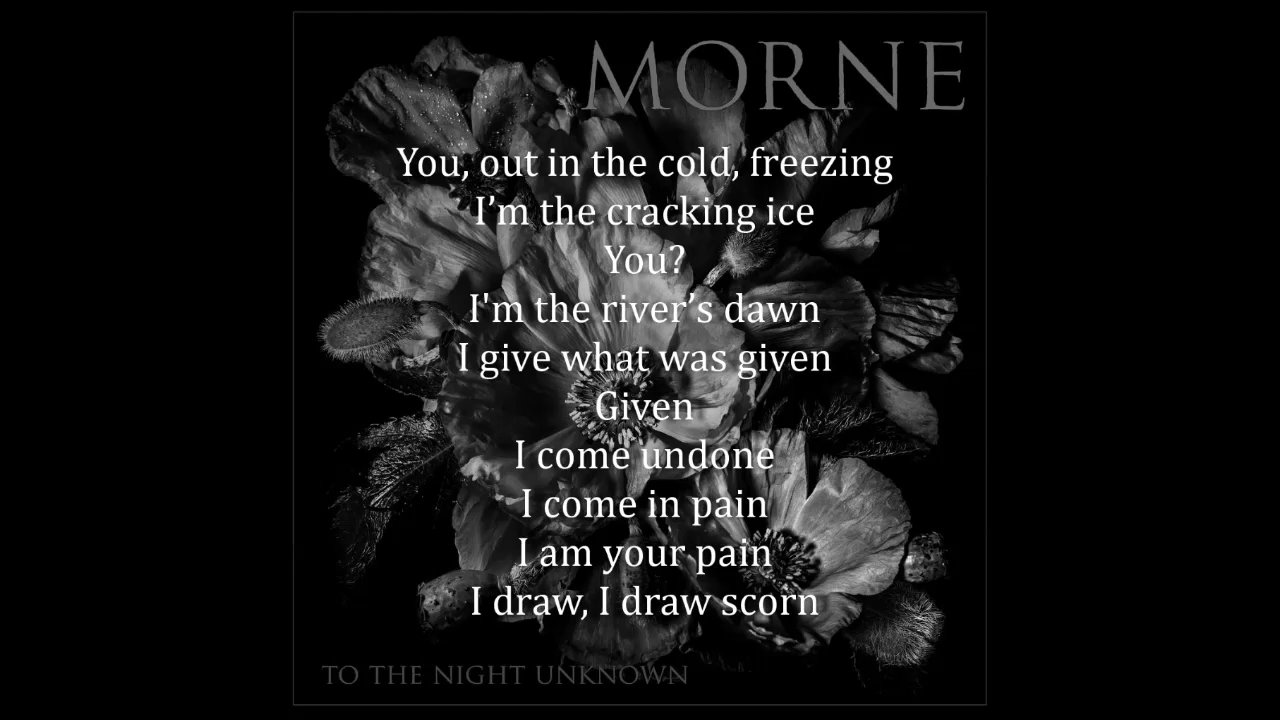 MORNE
You, out in the cold, freezing
I’m the cracking ice
You?
I'm the river’s dawn
I give what was given
Given
I come undone
I come in pain
I am your pain
I draw, I draw scorn
TO THE NIGHT UNKNOWN